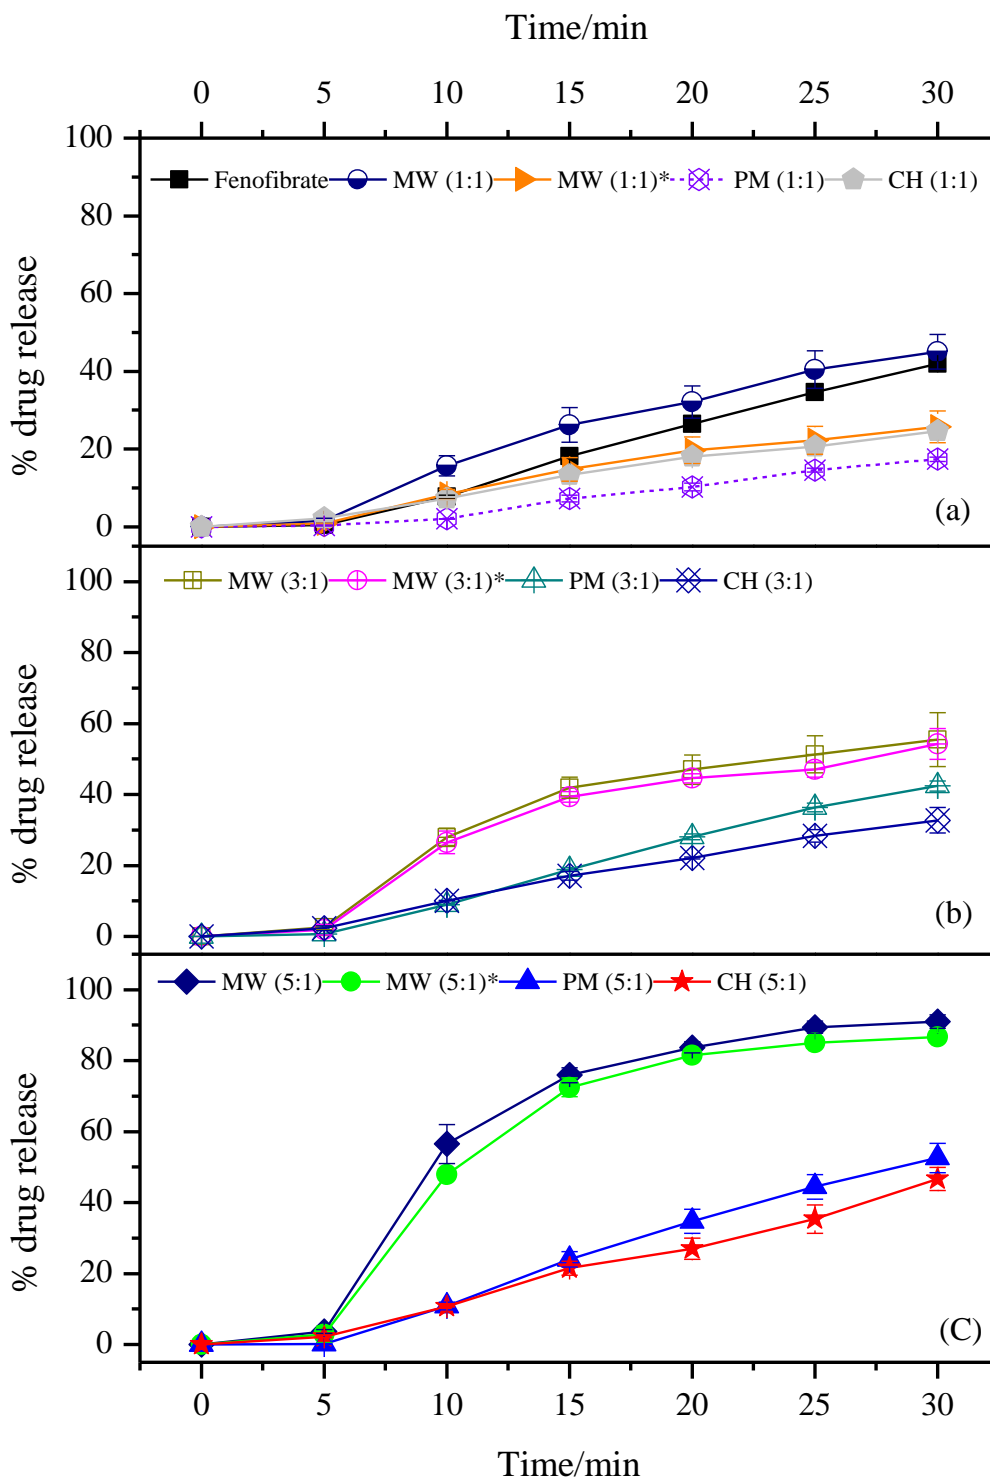 Time/min
0 5 10 15 20 25 30
100
Fenofibrate MW (1:1) MW (1:1)* PM (1:1) CH (1:1)
80
60
40
20
0
% drug release
(a)
100
MW (3:1) MW (3:1)* PM (3:1) CH (3:1)
80
60
40
20
0
% drug release
(b)
100
MW (5:1) MW (5:1)* PM (5:1) CH (5:1)
80
60
40
20
0
% drug release
(C)
0 5 10 15 20 25 30
Time/min